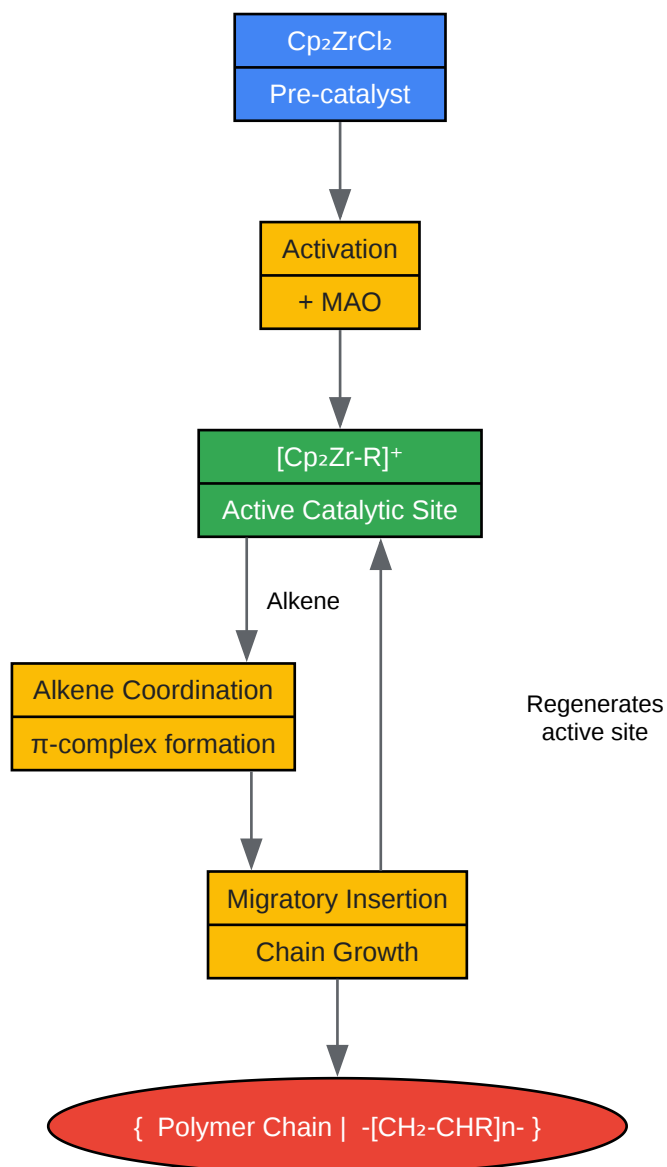 Cp₂ZrCl₂
Pre-catalyst
Activation
+ MAO
[Cp₂Zr-R]⁺
Active Catalytic Site
Alkene
Alkene Coordination
π-complex formation
Regenerates
active site
Migratory Insertion
Chain Growth
{ Polymer Chain | -[CH₂-CHR]n- }